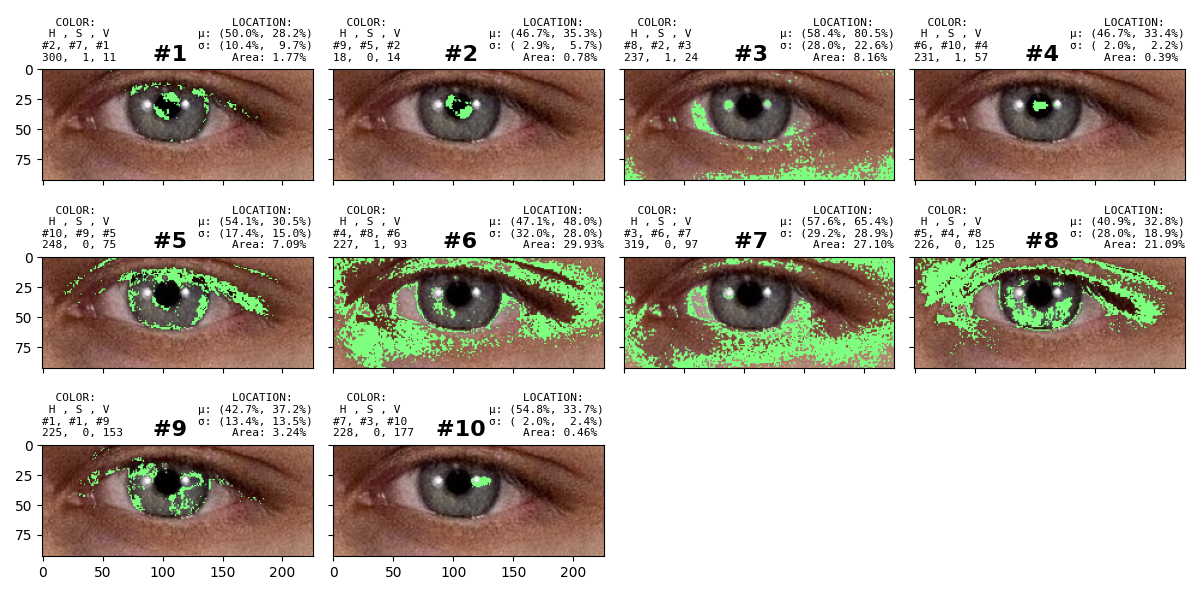 COLOR: LOCATION:
H , S , V μ: (50.0%, 28.2%)
#2, #7, #1 #1 σ: (10.4%, 9.7%)
300, 1, 11 Area: 1.77%
COLOR: LOCATION:
H , S , V μ: (46.7%, 35.3%)
#9, #5, #2 #2 σ: ( 2.9%, 5.7%)
18, 0, 14 Area: 0.78%
COLOR: LOCATION:
H , S , V μ: (58.4%, 80.5%)
#8, #2, #3 #3 σ: (28.0%, 22.6%)
237, 1, 24 Area: 8.16%
COLOR: LOCATION:
H , S , V μ: (46.7%, 33.4%)
#6, #10, #4 #4 σ: ( 2.0%, 2.2%)
231, 1, 57 Area: 0.39%
0
25
50
75
COLOR: LOCATION:
H , S , V μ: (54.1%, 30.5%)
#10, #9, #5 #5 σ: (17.4%, 15.0%)
248, 0, 75 Area: 7.09%
COLOR: LOCATION:
H , S , V μ: (47.1%, 48.0%)
#4, #8, #6 #6 σ: (32.0%, 28.0%)
227, 1, 93 Area: 29.93%
COLOR: LOCATION:
H , S , V μ: (57.6%, 65.4%)
#3, #6, #7 #7 σ: (29.2%, 28.9%)
319, 0, 97 Area: 27.10%
COLOR: LOCATION:
H , S , V μ: (40.9%, 32.8%)
#5, #4, #8 #8 σ: (28.0%, 18.9%)
226, 0, 125 Area: 21.09%
0
25
50
75
COLOR: LOCATION:
H , S , V μ: (42.7%, 37.2%)
#1, #1, #9 #9 σ: (13.4%, 13.5%)
225, 0, 153 Area: 3.24%
COLOR: LOCATION:
H , S , V μ: (54.8%, 33.7%)
#7, #3, #10 #10 σ: ( 2.0%, 2.4%)
228, 0, 177 Area: 0.46%
0
25
50
75
0 50 100 150 200
0 50 100 150 200